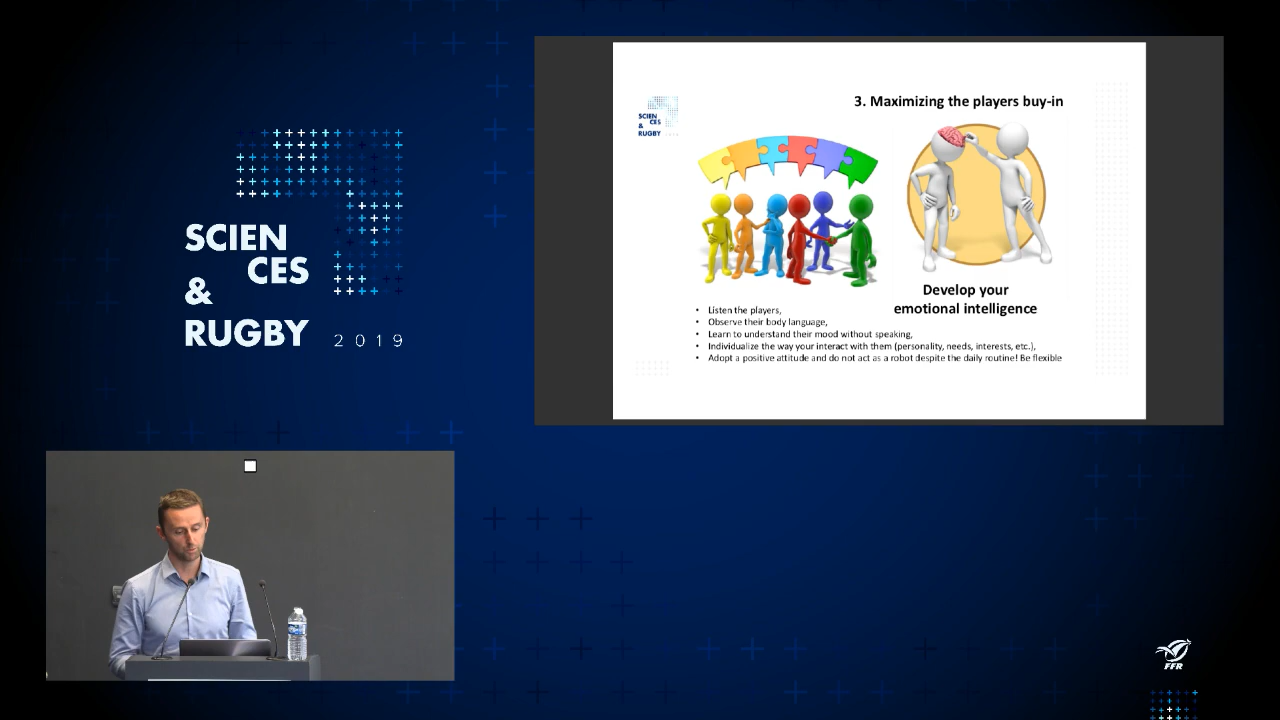 SCIEN
CES
&
RUGBY 2019
SCIEN
CES
&
RUGBY
3. Maximizing the players buy-in
Develop your
emotional intelligence
• Listen the players,
• Observe their body language,
• Learn to understand their mood without speaking,
• Individualize the way your interact with them (personality, needs, interests, etc.),
• Adopt a positive attitude and do not act as a robot despite the daily routine! Be flexible
FFR